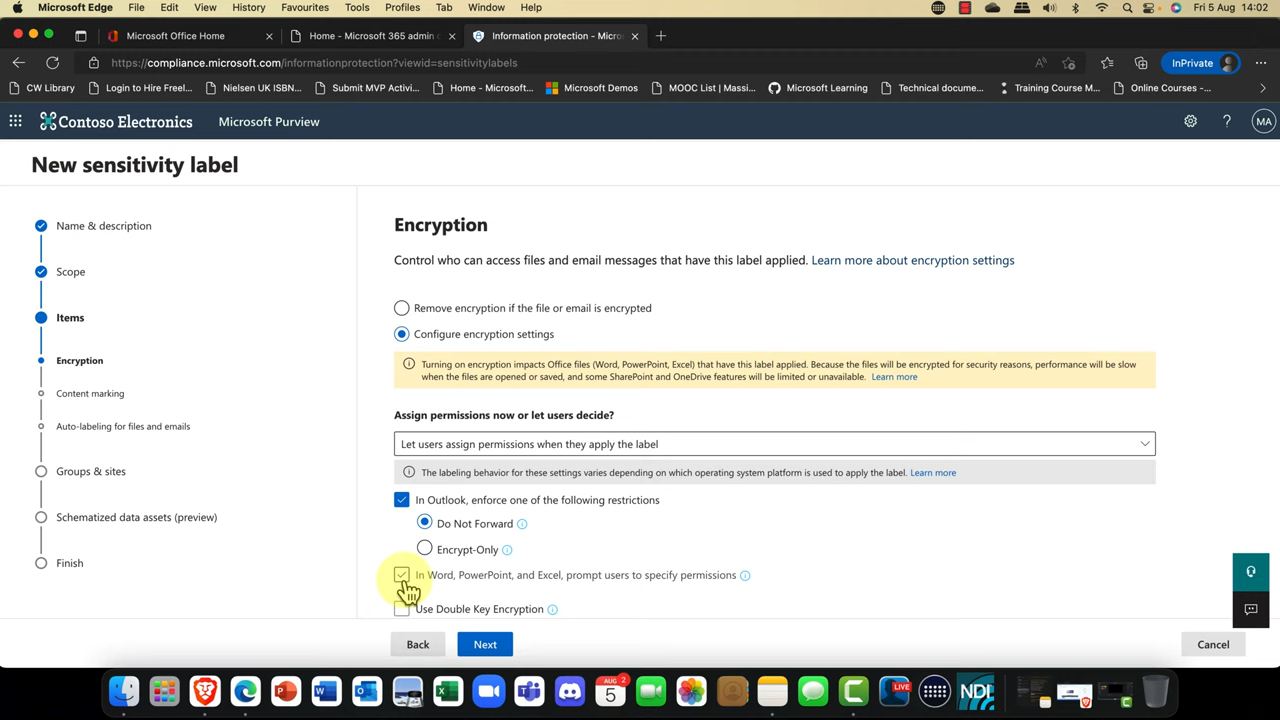 Microsoft Edge File Edit View History Favourites Tools Profiles Tab Window Help Fri 5 Aug 14:02
Microsoft Office Home Home - Microsoft 365 admin c Information protection - Micros
https://compliance.microsoft.com/informationprotection?viewid=sensitivitylabels InPrivate
CW Library Login to Hire Freel... Nielsen UK ISBN... Submit MVP Activi... Home - Microsoft... Microsoft Demos MOOC List | Massi... Microsoft Learning Technical docume... Training Course M... Online Courses -...
Contoso Electronics Microsoft Purview MA
New sensitivity label
Name & description
Scope
Items
Encryption
Content marking
Auto-labeling for files and emails
Groups & sites
Schematized data assets (preview)
Finish
Encryption
Control who can access files and email messages that have this label applied. Learn more about encryption settings
Remove encryption if the file or email is encrypted
Configure encryption settings
Turning on encryption impacts Office files (Word, PowerPoint, Excel) that have this label applied. Because the files will be encrypted for security reasons, performance will be slow
when the files are opened or saved, and some SharePoint and OneDrive features will be limited or unavailable. Learn more
Assign permissions now or let users decide?
Let users assign permissions when they apply the label
The labeling behavior for these settings varies depending on which operating system platform is used to apply the label. Learn more
In Outlook, enforce one of the following restrictions
Do Not Forward
Encrypt-Only
In Word, PowerPoint, and Excel, prompt users to specify permissions
Use Double Key Encryption
Back Next Cancel
AUG 5 2 LIVE NDI